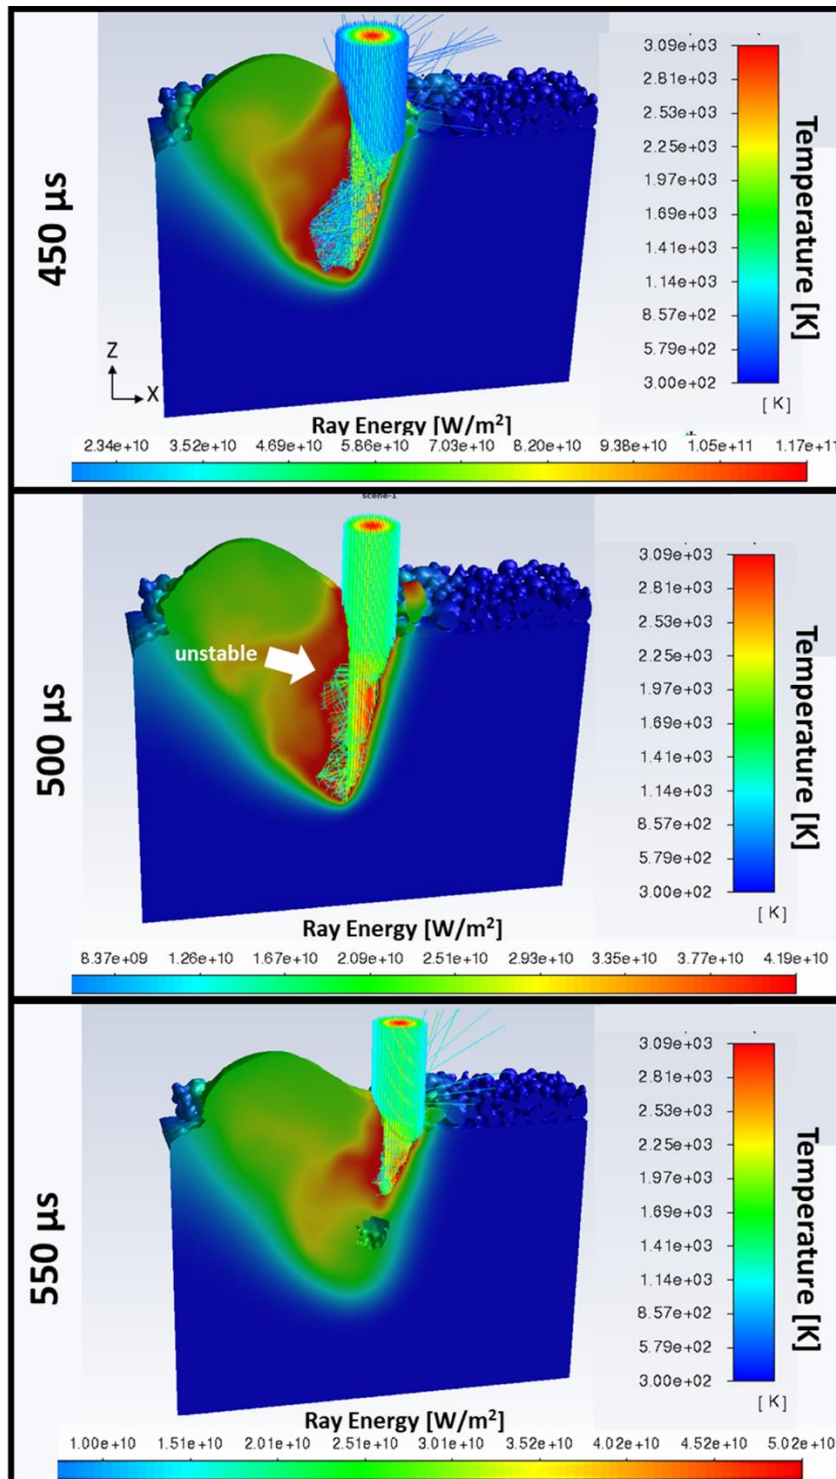 450 µs
3.09e+03
2.81e+03
2.53e+03
2.25e+03
1.97e+03
1.69e+03
1.41e+03
1.14e+03
8.57e+02
5.79e+02
3.00e+02
[ K ]
Temperature [K]
Z
X
Ray Energy [W/m²]
2.34e+10 3.52e+10 4.69e+10 5.86e+10 7.03e+10 8.20e+10 9.38e+10 1.05e+11 1.17e+11
500 µs
scene-1
unstable
3.09e+03
2.81e+03
2.53e+03
2.25e+03
1.97e+03
1.69e+03
1.41e+03
1.14e+03
8.57e+02
5.79e+02
3.00e+02
[ K ]
Temperature [K]
Ray Energy [W/m²]
8.37e+09 1.26e+10 1.67e+10 2.09e+10 2.51e+10 2.93e+10 3.35e+10 3.77e+10 4.19e+10
550 µs
3.09e+03
2.81e+03
2.53e+03
2.25e+03
1.97e+03
1.69e+03
1.41e+03
1.14e+03
8.57e+02
5.79e+02
3.00e+02
[ K ]
Temperature [K]
Ray Energy [W/m²]
1.00e+10 1.51e+10 2.01e+10 2.51e+10 3.01e+10 3.52e+10 4.02e+10 4.52e+10 5.02e+10